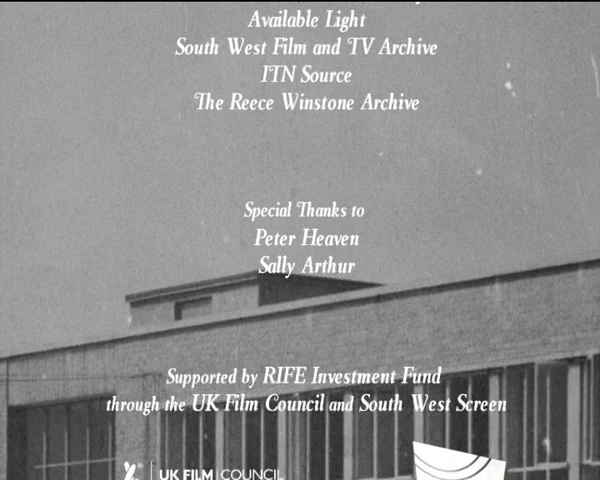 Available Light
South West Film and TV Archive
ITN Source
The Reece Winstone Archive
Special Thanks to
Peter Heaven
Sally Arthur
Supported by RIFE Investment Fund
through the UK Film Council and South West Screen
UK FILM COUNCIL